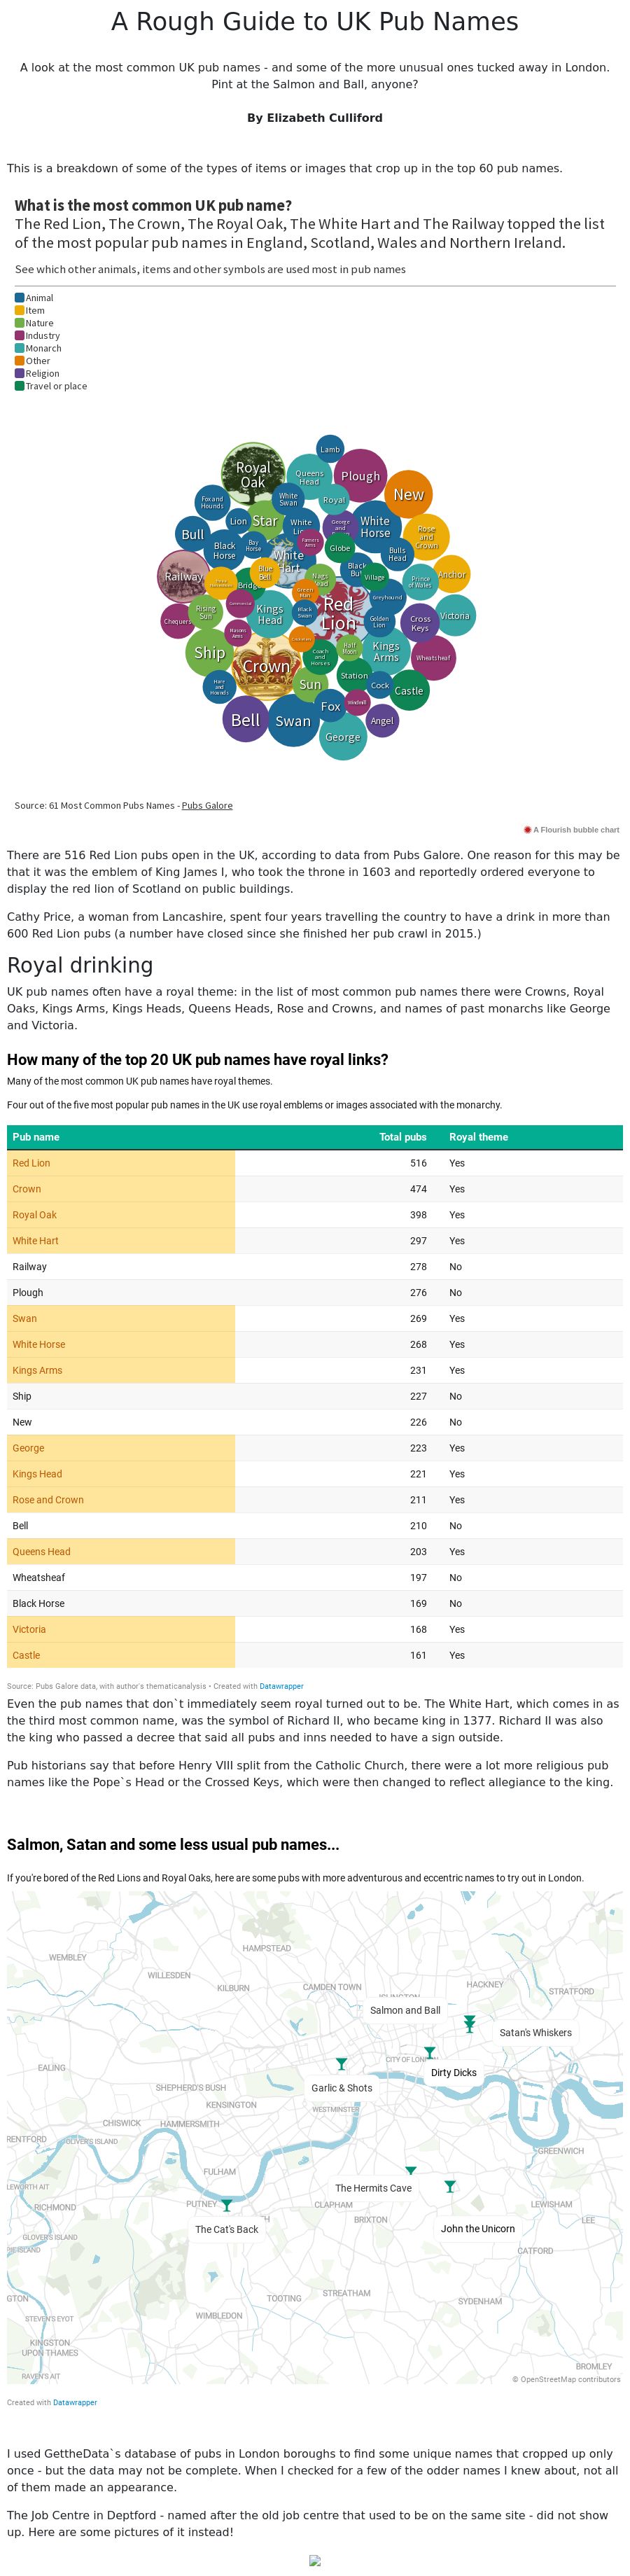 A Rough Guide to UK Pub Names
A look at the most common UK pub names - and some of the more unusual ones tucked away in London.
Pint at the Salmon and Ball, anyone?
By Elizabeth Culliford
This is a breakdown of some of the types of items or images that crop up in the top 60 pub names.
What is the most common UK pub name?
The Red Lion, The Crown, The Royal Oak, The White Hart and The Railway topped the list
of the most popular pub names in England, Scotland, Wales and Northern Ireland.
See which other animals, items and other symbols are used most in pub names
Animal
Item
Nature
Industry
Monarch
Other
Religion
Travel or place
Lamb
Royal
Oak
Queens
Head
Plough
New
Fox and
Hounds
White
Swan
Royal
Lion
Star
White
George
and
White
Horse
Rose
and
Crown
Bull
Black
Horse
Bay
Horse
Farmers
Arms
Globe
Bulls
Head
White
Hart
Railway
Blue
Bell
Bridge
Nags
Head
Black
Bull
Village
Prince
of Wales
Anchor
Green
Man
Greyhound
Chequers
Rising
Sun
Commercial
Kings
Head
Black
Swan
Red
Lion
Golden
Lion
Cross
Keys
Victoria
Masons
Arms
Ship
Crown
Coach
and
Horses
Half
Moon
Kings
Arms
Wheatsheaf
Hare
and
Hounds
Sun
Station
Cock
Castle
Bell
Swan
Fox
Windmill
George
Angel
Source: 61 Most Common Pubs Names - Pubs Galore
A Flourish bubble chart
There are 516 Red Lion pubs open in the UK, according to data from Pubs Galore. One reason for this may be
that it was the emblem of King James I, who took the throne in 1603 and reportedly ordered everyone to
display the red lion of Scotland on public buildings.
Cathy Price, a woman from Lancashire, spent four years travelling the country to have a drink in more than
600 Red Lion pubs (a number have closed since she finished her pub crawl in 2015.)
Royal drinking
UK pub names often have a royal theme: in the list of most common pub names there were Crowns, Royal
Oaks, Kings Arms, Kings Heads, Queens Heads, Rose and Crowns, and names of past monarchs like George
and Victoria.
How many of the top 20 UK pub names have royal links?
Many of the most common UK pub names have royal themes.
Four out of the five most popular pub names in the UK use royal emblems or images associated with the monarchy.
Pub name Total pubs Royal theme
Red Lion 516 Yes
Crown 474 Yes
Royal Oak 398 Yes
White Hart 297 Yes
Railway 278 No
Plough 276 No
Swan 269 Yes
White Horse 268 Yes
Kings Arms 231 Yes
Ship 227 No
New 226 No
George 223 Yes
Kings Head 221 Yes
Rose and Crown 211 Yes
Bell 210 No
Queens Head 203 Yes
Wheatsheaf 197 No
Black Horse 169 No
Victoria 168 Yes
Castle 161 Yes
Source: Pubs Galore data, with author's thematicanalysis • Created with Datawrapper
Even the pub names that don`t immediately seem royal turned out to be. The White Hart, which comes in as
the third most common name, was the symbol of Richard II, who became king in 1377. Richard II was also
the king who passed a decree that said all pubs and inns needed to have a sign outside.
Pub historians say that before Henry VIII split from the Catholic Church, there were a lot more religious pub
names like the Pope`s Head or the Crossed Keys, which were then changed to reflect allegiance to the king.
Salmon, Satan and some less usual pub names...
If you're bored of the Red Lions and Royal Oaks, here are some pubs with more adventurous and eccentric names to try out in London.
HAMPSTEAD
WEMBLEY
WILLESDEN
KILBURN
CAMDEN TOWN
HACKNEY
STRATFORD
ISLINGTON
Salmon and Ball
Satan's Whiskers
CITY OF LONDON
EALING
Dirty Dicks
SHEPHERD'S BUSH
Garlic & Shots
KENSINGTON
WESTMINSTER
CHISWICK
HAMMERSMITH
RENTFORD
OLIVER'S ISLAND
GREENWICH
FULHAM
LEWORTH AIT
The Hermits Cave
RICHMOND
PUTNEY
CLAPHAM
LEWISHAM
BRIXTON
LEE
The Cat's Back
John the Unicorn
GLOVER'S ISLAND
PIE ISLAND
CATFORD
GTON
TOOTING
STREATHAM
SYDENHAM
WIMBLEDON
STEVEN'S EYOT
KINGSTON
UPON THAMES
BROMLEY
RAVEN'S AIT
© OpenStreetMap contributors
Created with Datawrapper
I used GettheData`s database of pubs in London boroughs to find some unique names that cropped up only
once - but the data may not be complete. When I checked for a few of the odder names I knew about, not all
of them made an appearance.
The Job Centre in Deptford - named after the old job centre that used to be on the same site - did not show
up. Here are some pictures of it instead!